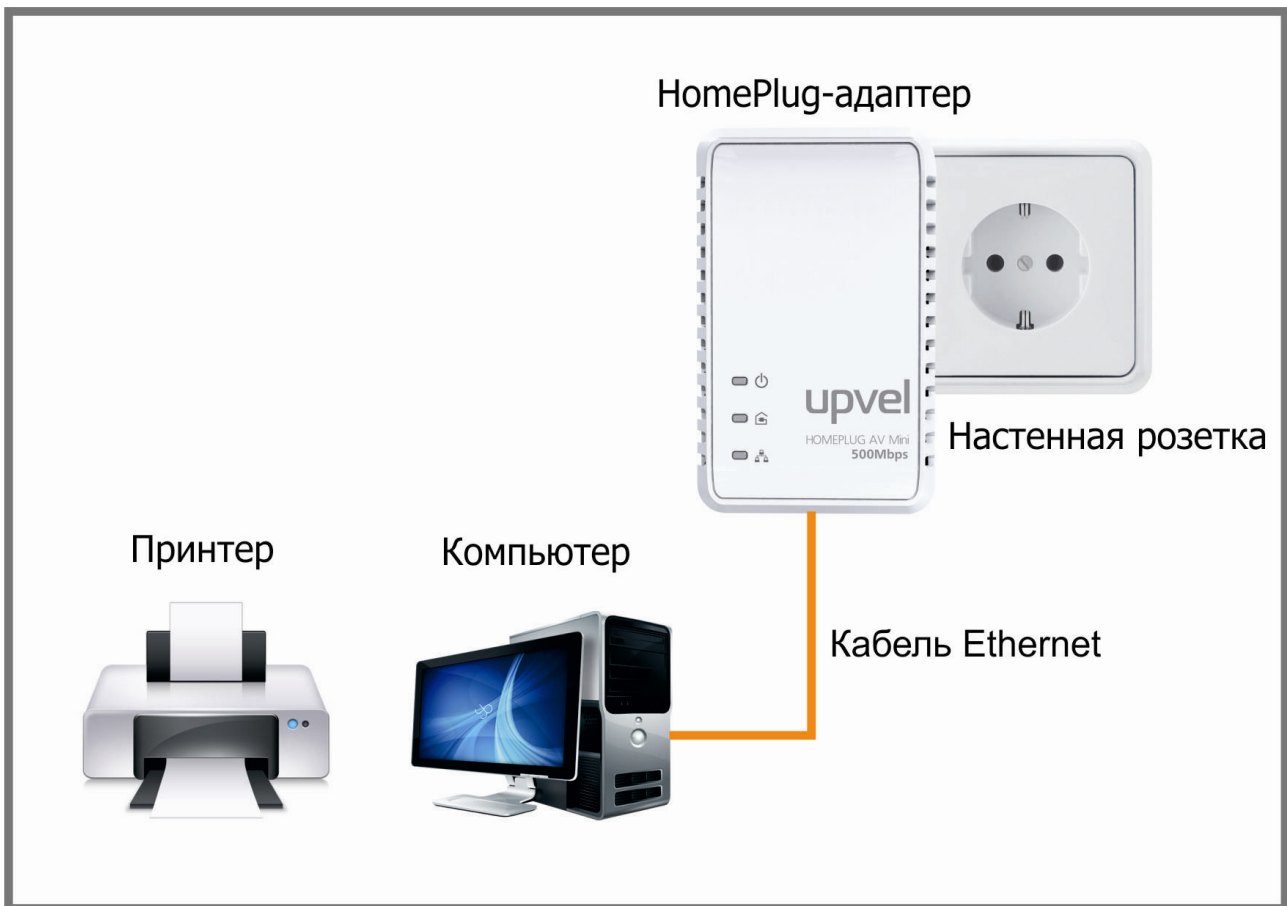 HomePlug-адаптер
upvel
HOMEPLUG AV Mini
500Mbps
Настенная розетка
Принтер
Компьютер
Кабель Ethernet